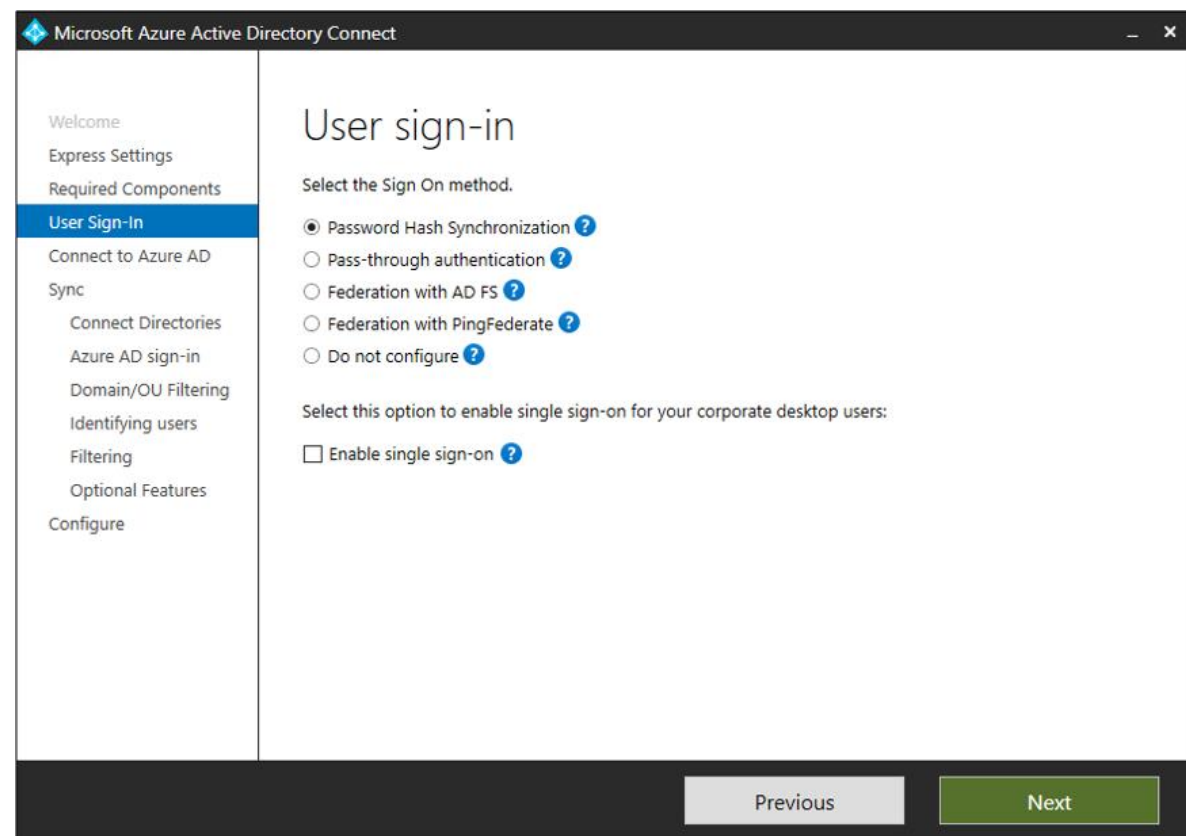 Microsoft Azure Active Directory Connect
Welcome
Express Settings
Required Components
User Sign-In
Connect to Azure AD
Sync
Connect Directories
Azure AD sign-in
Domain/OU Filtering
Identifying users
Filtering
Optional Features
Configure
User sign-in
Select the Sign On method.
Password Hash Synchronization ?
Pass-through authentication ?
Federation with AD FS ?
Federation with PingFederate ?
Do not configure ?
Select this option to enable single sign-on for your corporate desktop users:
Enable single sign-on ?
Previous
Next